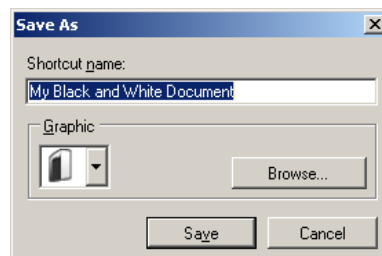 Save As
Shortcut name:
My Black and White Document
Graphic
Browse...
Save Cancel